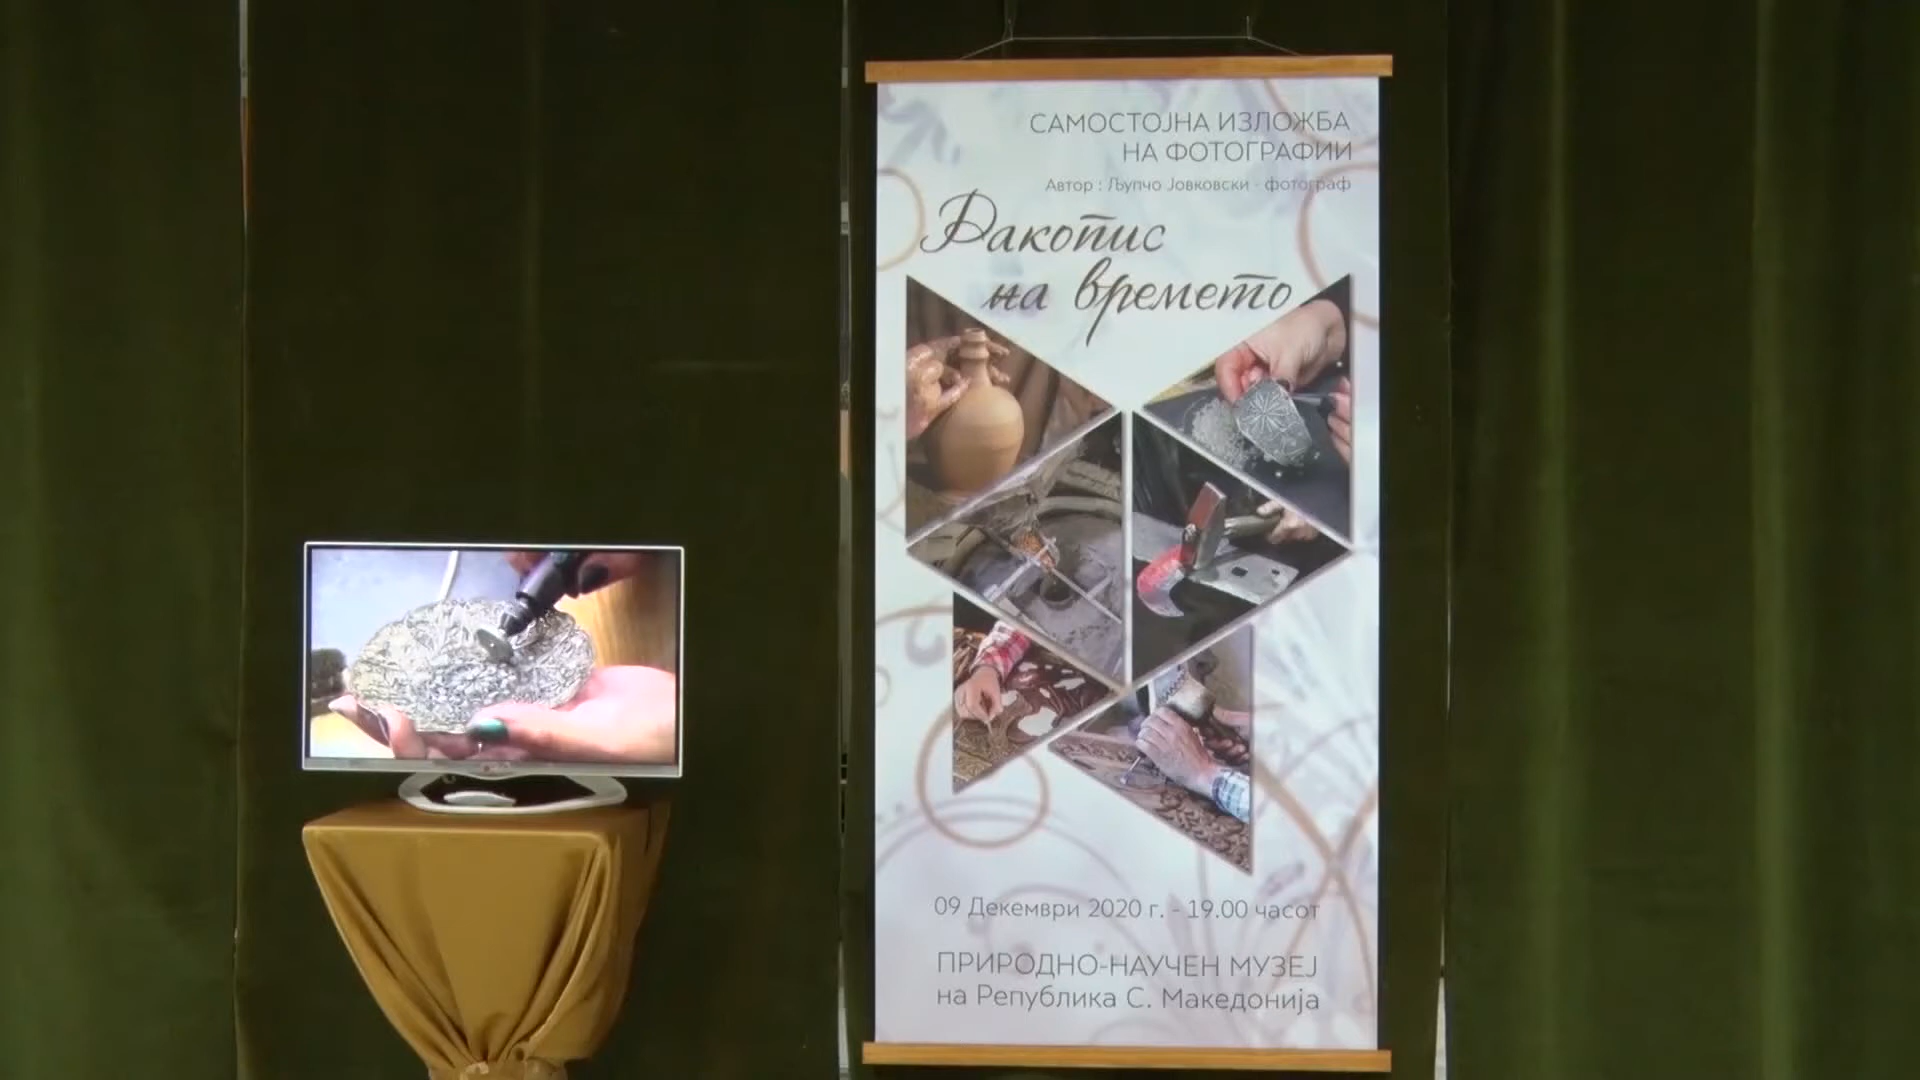 САМОСТОЈНА ИЗЛОЖБА
НА ФОТОГРАФИИ
Автор : Љупчо Јовковски - фотограф
Ракопис
на времето
09 Декември 2020 г. - 19.00 часот
ПРИРОДНО-НАУЧЕН МУЗЕЈ
на Република С. Македонија